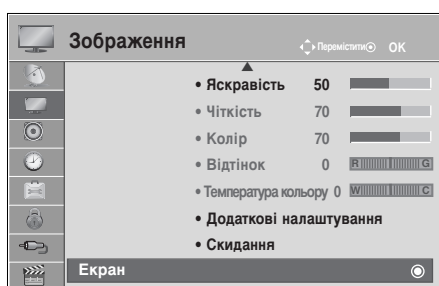 Зображення
Перемістити OK
• Яскравість 50
• Чіткість 70
• Колір 70
• Відтінок 0 R G
• Температура кольору 0 W C
• Додаткові налаштування
• Скидання
Екран